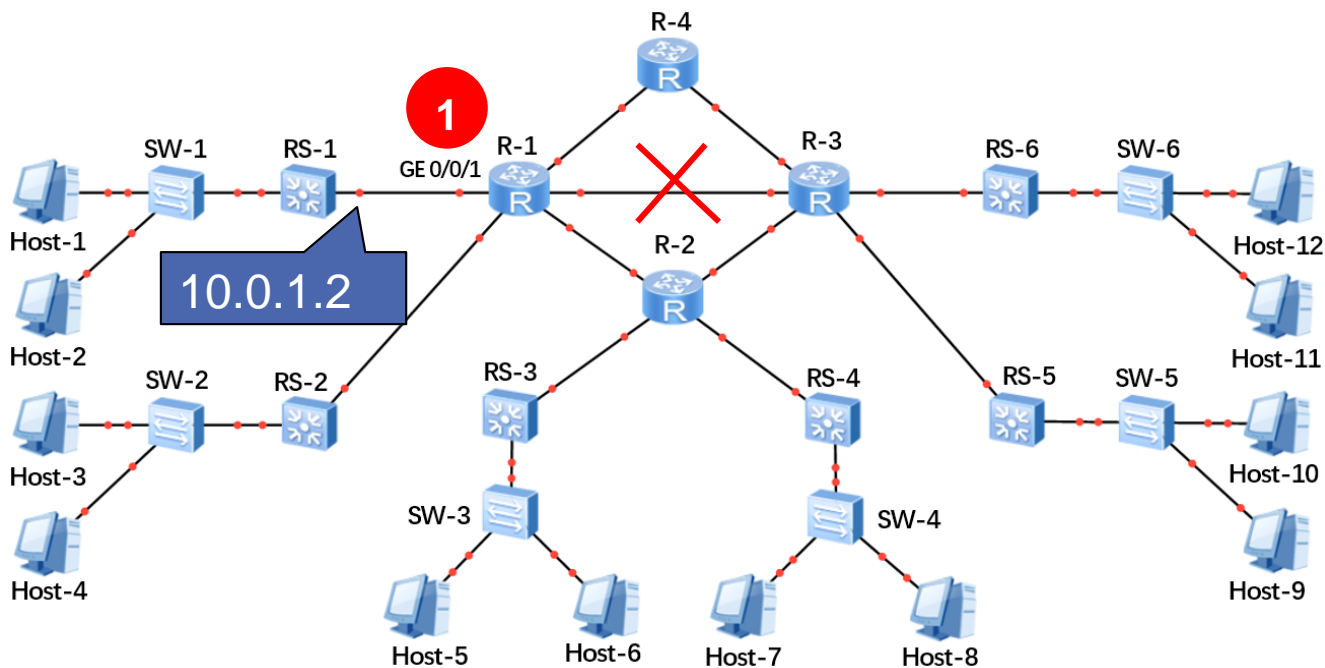 R-4
1
SW-1
RS-1
GE 0/0/1
R-1
R-3
RS-6
SW-6
R
R
R
Host-1
Host-12
R-2
10.0.1.2
R
Host-2
Host-11
SW-2
RS-2
RS-3
RS-4
RS-5
SW-5
Host-3
Host-10
SW-3
SW-4
Host-4
Host-9
Host-5
Host-6
Host-7
Host-8